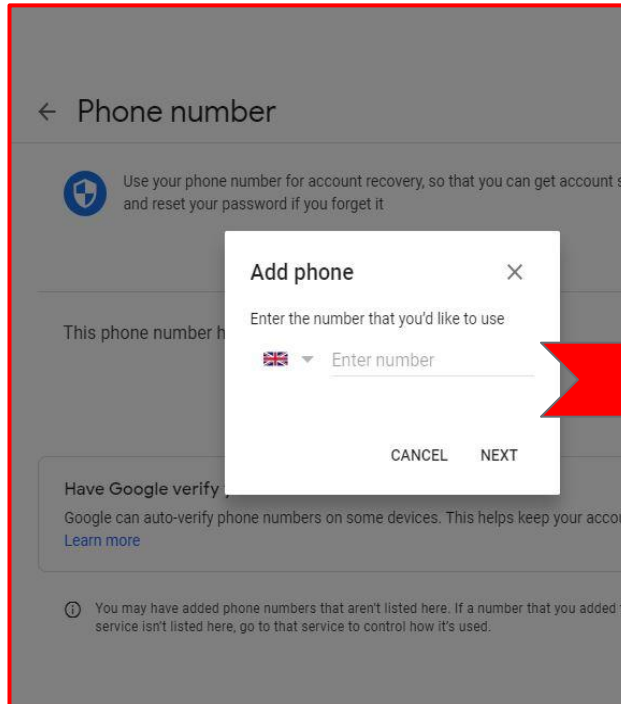 Phone number
Use your phone number for account recovery, so that you can get account s
and reset your password if you forget it
Add phone
Enter the number that you'd like to use
This phone number h
Enter number
CANCEL NEXT
Have Google verify
Google can auto-verify phone numbers on some devices. This helps keep your accou
Learn more
You may have added phone numbers that aren't listed here. If a number that you added
service isn't listed here, go to that service to control how it's used.